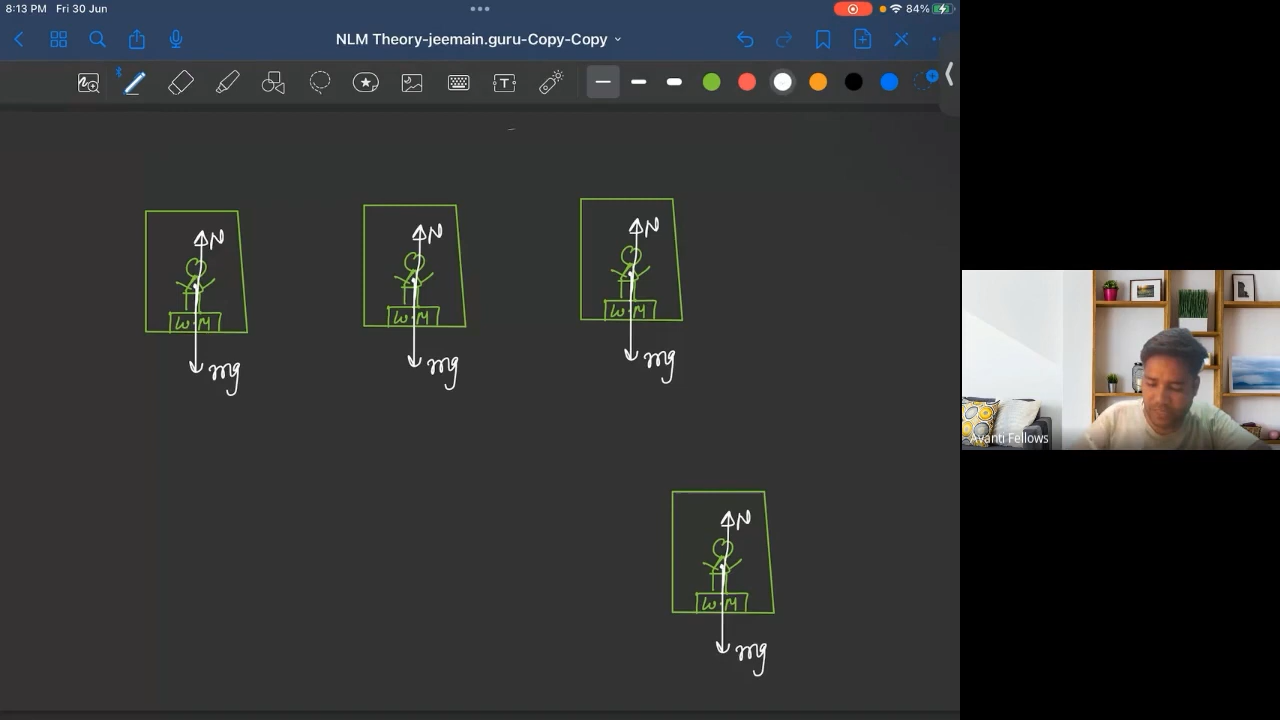 8:13 PM Fri 30 Jun
84%
NLM Theory-jeemain.guru-Copy-Copy
T
N
W.M
mg
N
W.M
mg
N
W.M
mg
Avanti Fellows
N
W.M
mg